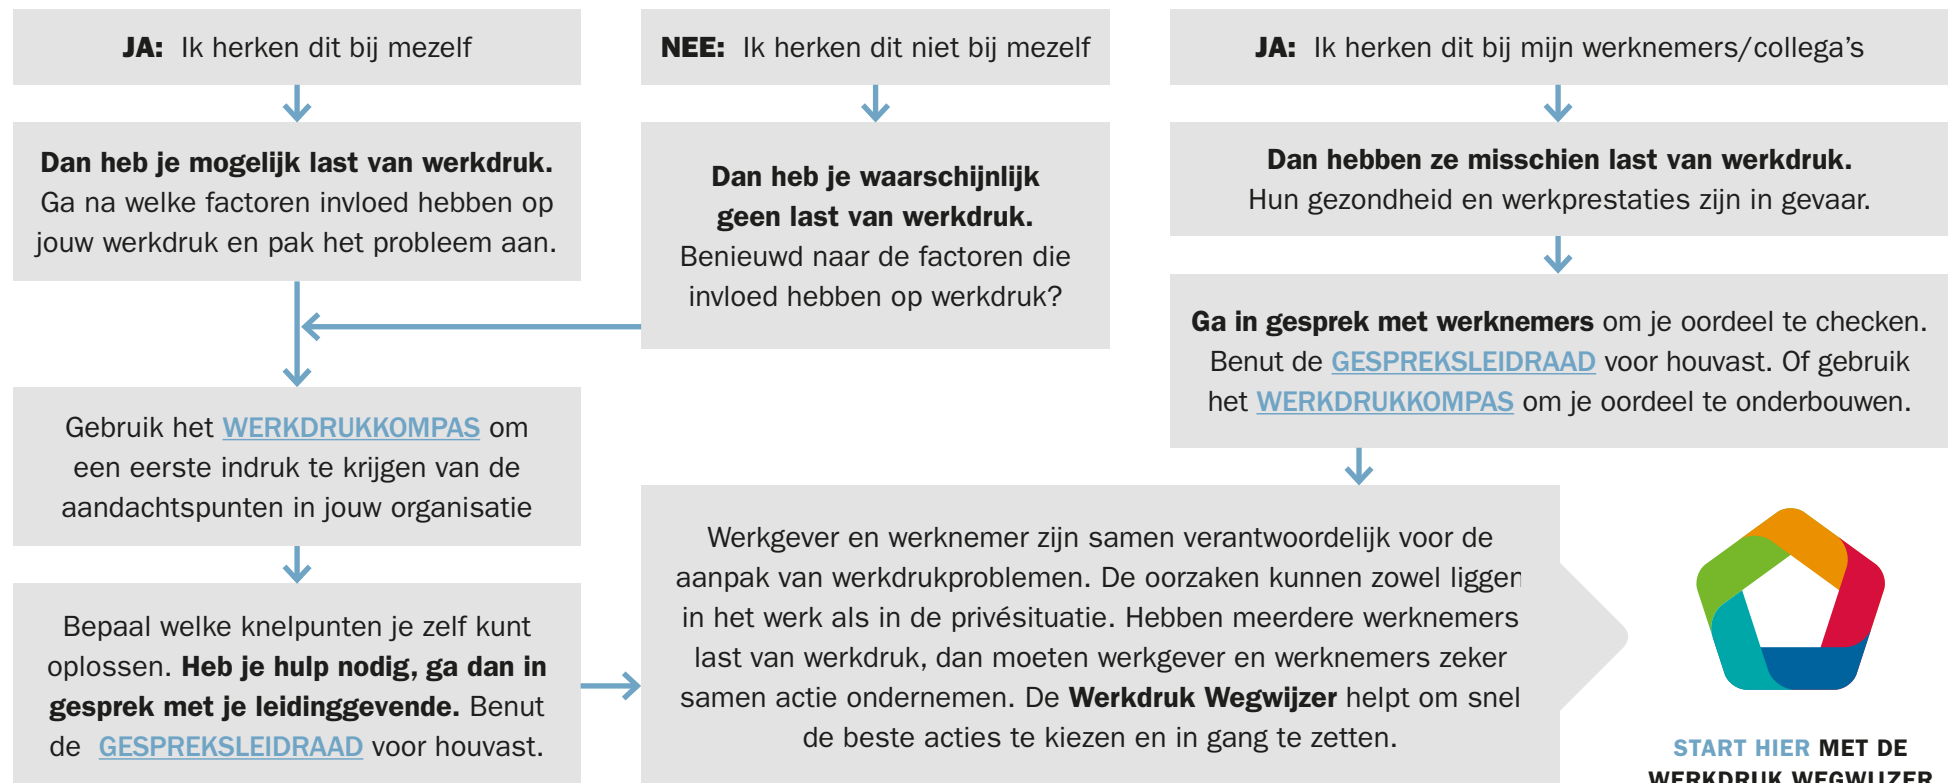 JA: Ik herken dit bij mezelf
Dan heb je mogelijk last van werkdruk.
Ga na welke factoren invloed hebben op
jouw werkdruk en pak het probleem aan.
Gebruik het WERKDRUKKOMPAS om
een eerste indruk te krijgen van de
aandachtspunten in jouw organisatie
Bepaal welke knelpunten je zelf kunt
oplossen. Heb je hulp nodig, ga dan in
gesprek met je leidinggevende. Benut
de GESPREKSLEIDRAAD voor houvast.
NEE: Ik herken dit niet bij mezelf
Dan heb je waarschijnlijk
geen last van werkdruk.
Benieuwd naar de factoren die
invloed hebben op werkdruk?
JA: Ik herken dit bij mijn werknemers/collega's
Dan hebben ze misschien last van werkdruk.
Hun gezondheid en werkprestaties zijn in gevaar.
Ga in gesprek met werknemers om je oordeel te checken.
Benut de GESPREKSLEIDRAAD voor houvast. Of gebruik
het WERKDRUKKOMPAS om je oordeel te onderbouwen.
Werkgever en werknemer zijn samen verantwoordelijk voor de
aanpak van werkdrukproblemen. De oorzaken kunnen zowel liggen
in het werk als in de privésituatie. Hebben meerdere werknemers
last van werkdruk, dan moeten werkgever en werknemers zeker
samen actie ondernemen. De Werkdruk Wegwijzer helpt om snel
de beste acties te kiezen en in gang te zetten.
START HIER MET DE
WERKDRUK WEGWIJZER